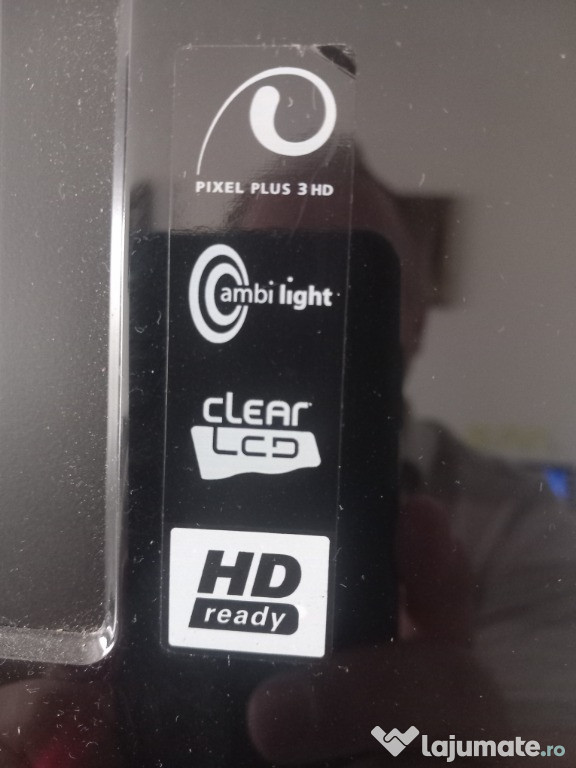 PIXEL PLUS 3 HD
ambi light
CLEAR
LCD
HD
ready
lajumate.ro